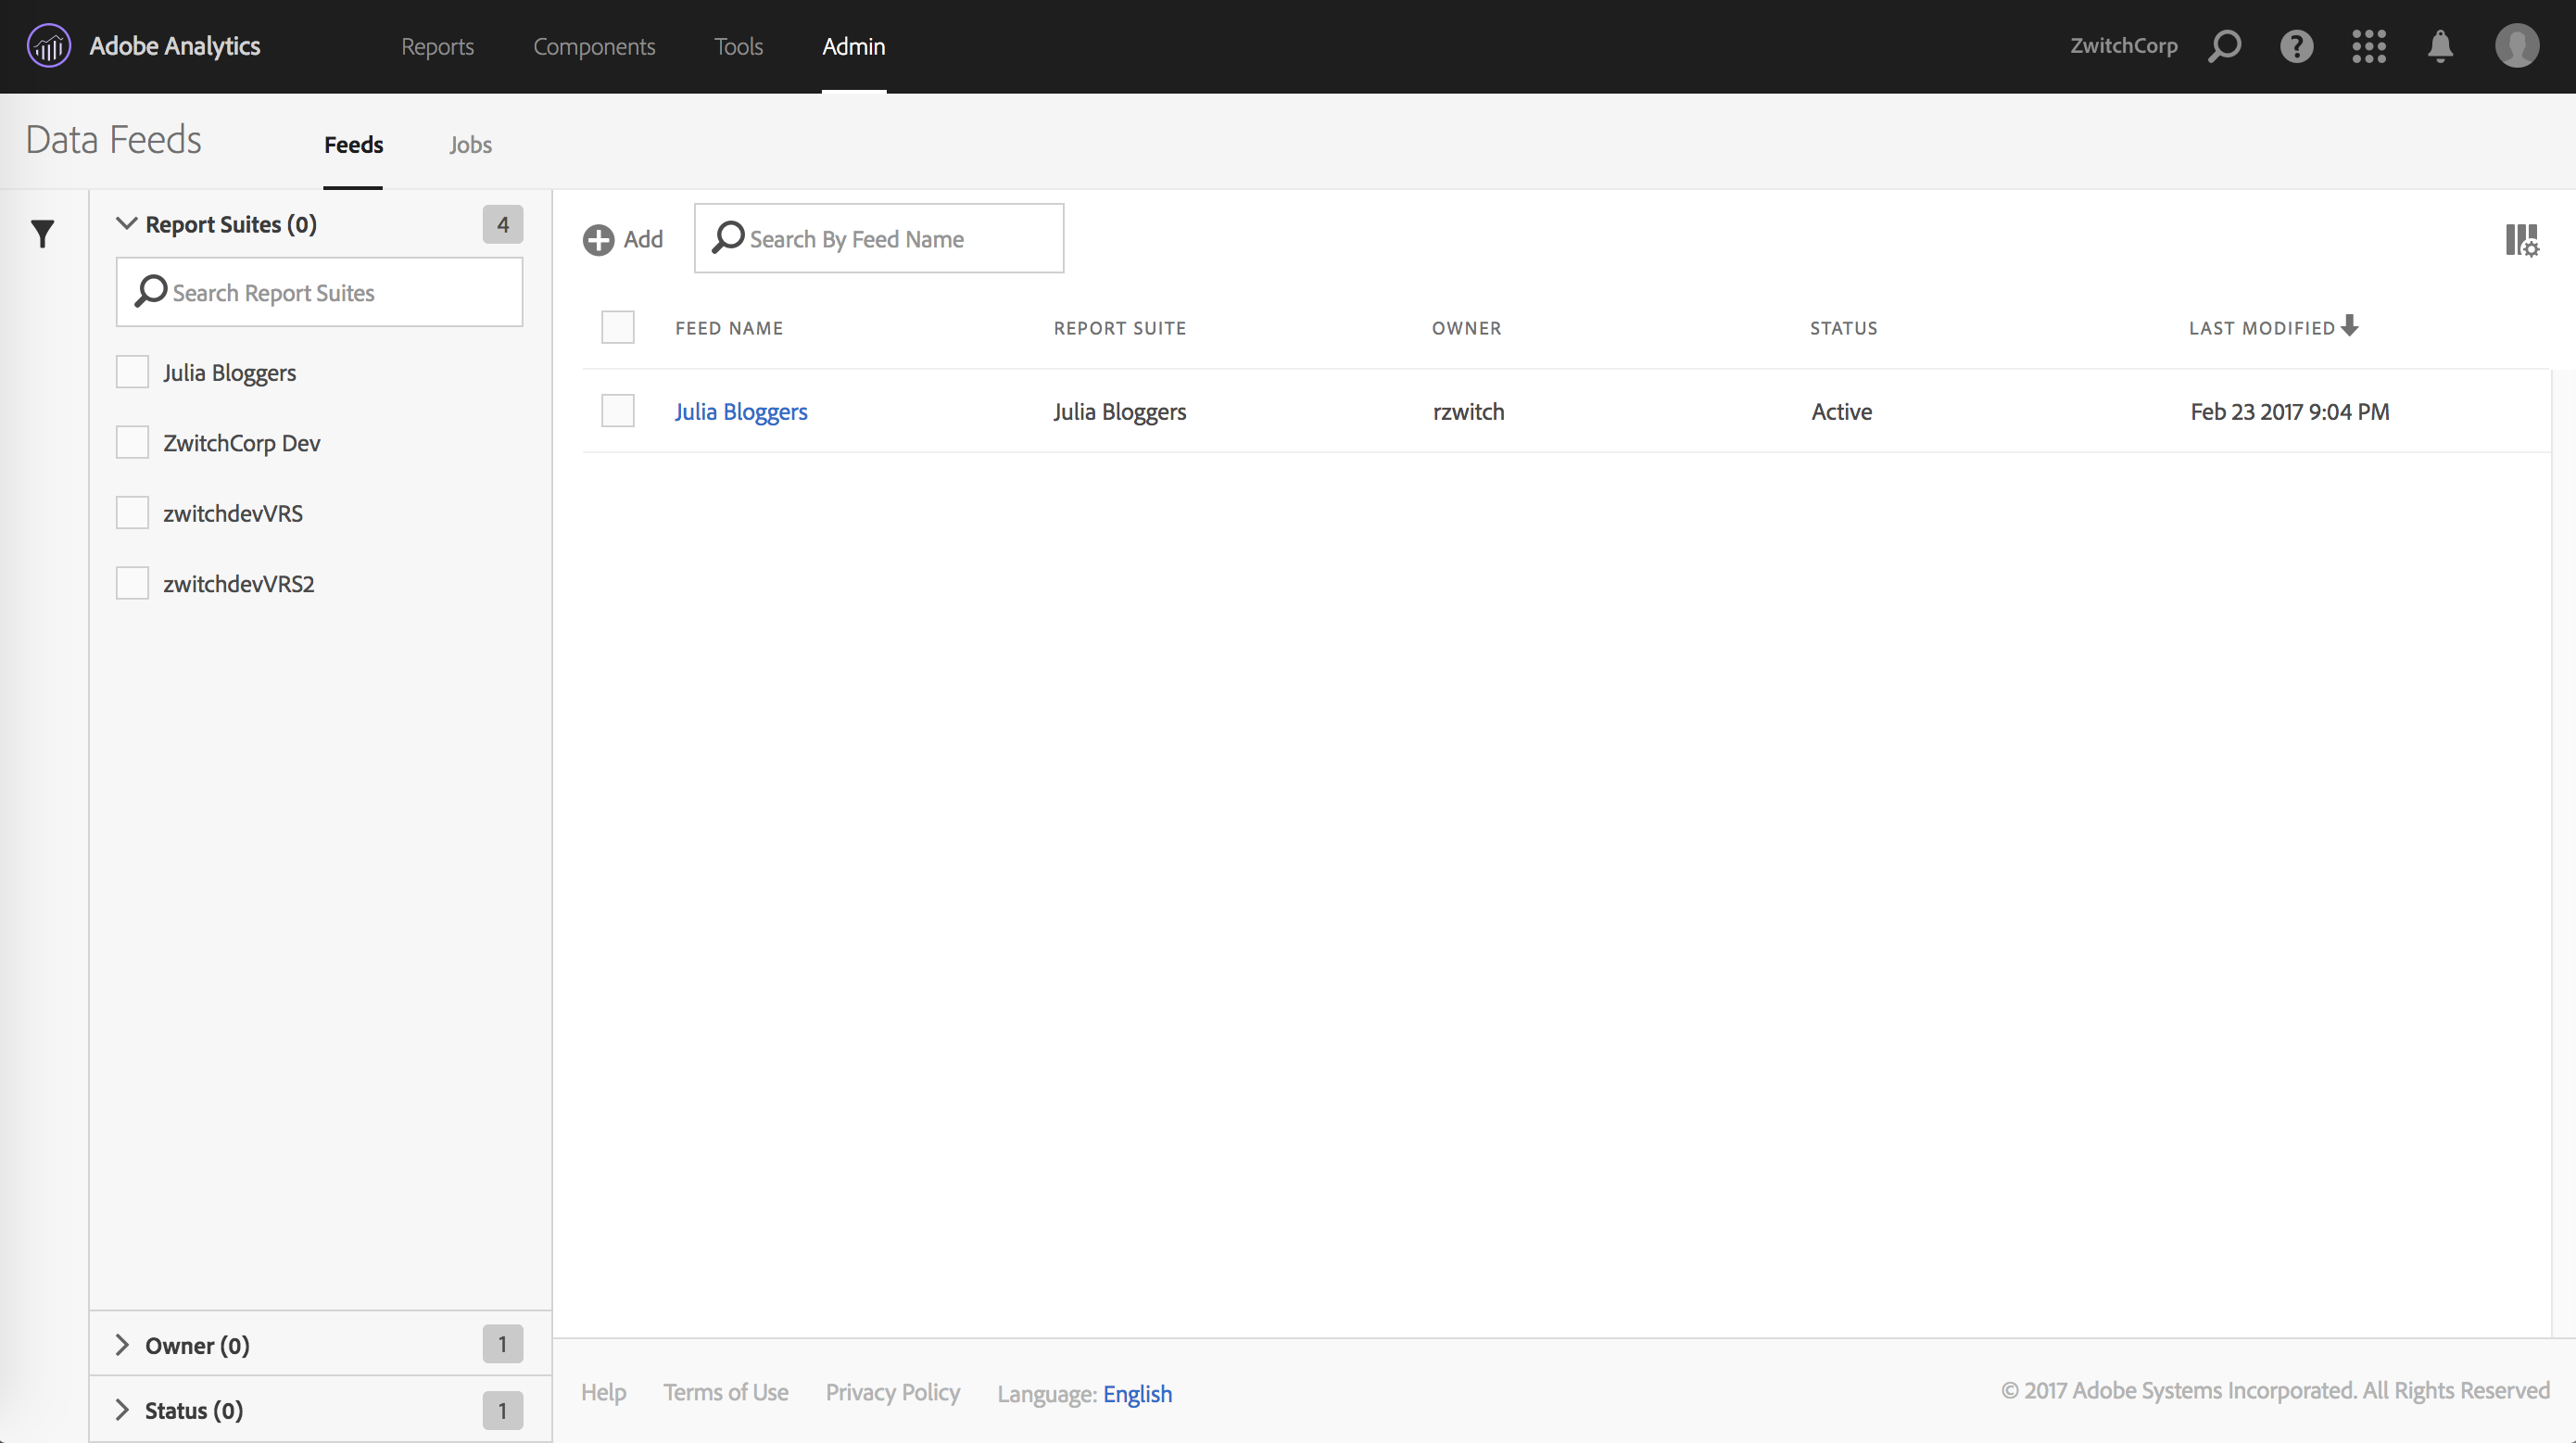 Adobe Analytics Reports Components Tools Admin ZwitchCorp
Data Feeds Feeds Jobs
Report Suites (0) 4
Search Report Suites
Julia Bloggers
ZwitchCorp Dev
zwitchdevVRS
zwitchdevVRS2
Owner (0) 1
Status (0) 1
Add Search By Feed Name
FEED NAME REPORT SUITE OWNER STATUS LAST MODIFIED
Julia Bloggers Julia Bloggers rzwitch Active Feb 23 2017 9:04 PM
Help Terms of Use Privacy Policy Language: English © 2017 Adobe Systems Incorporated. All Rights Reserved